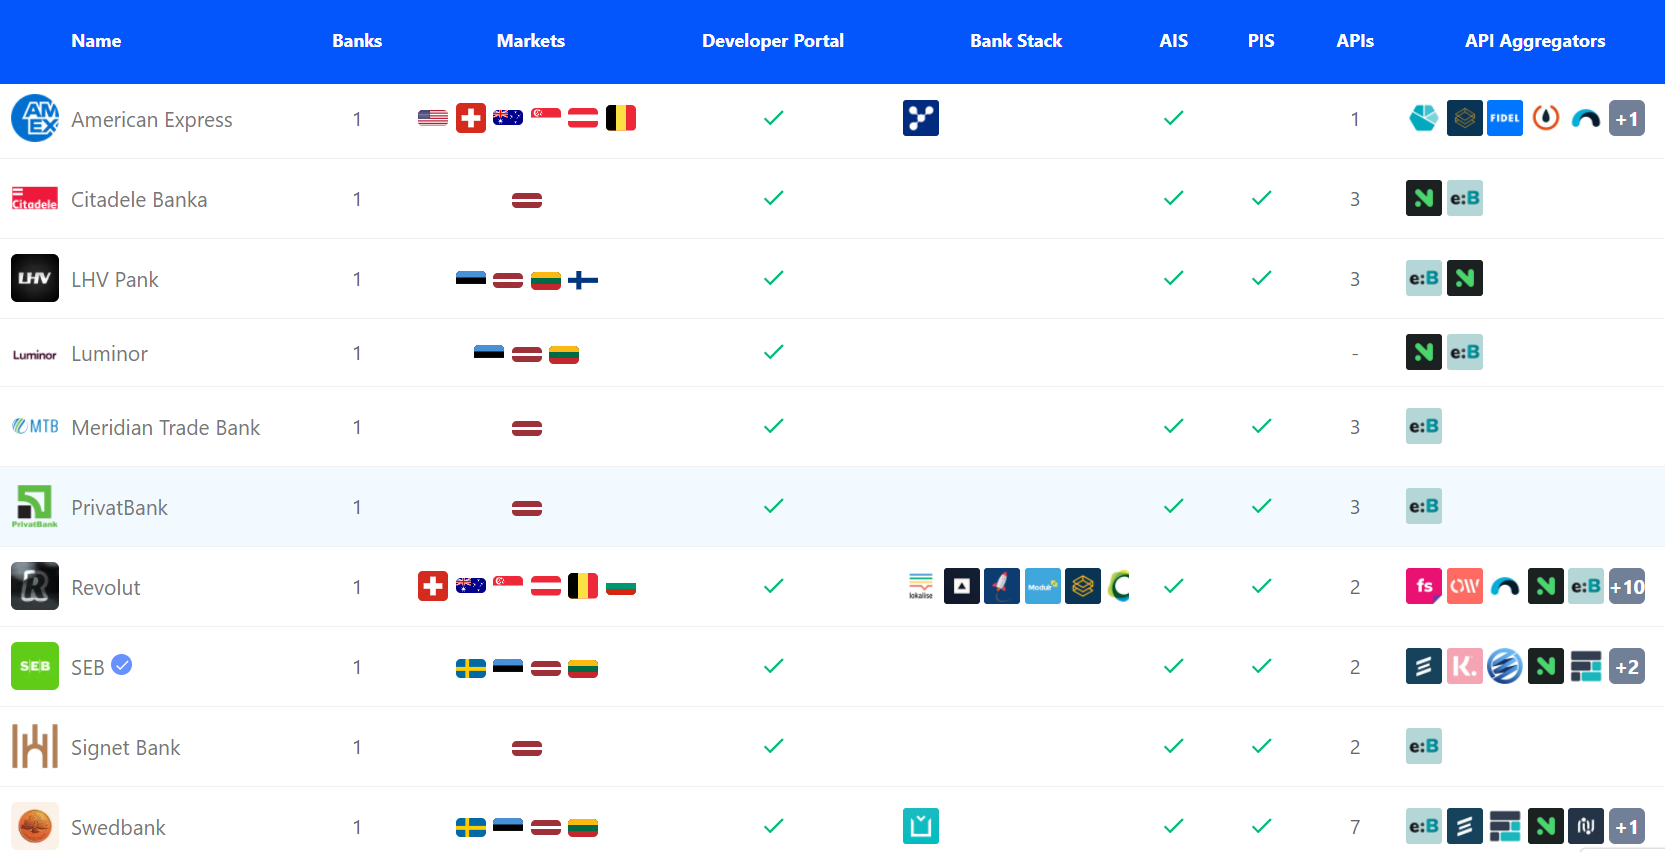 Name Banks Markets Developer Portal Bank Stack AIS PIS APIs API Aggregators
AM EX American Express 1 1 FIDEL +1
Citadele Citadele Banka 1 3 e:B
LHV LHV Pank 1 3 e:B
Luminor Luminor 1 - e:B
MTB Meridian Trade Bank 1 3 e:B
PrivatBank PrivatBank 1 3 e:B
R Revolut 1 lokalise Modulr 2 fs OW e:B +10
SEB SEB 1 2 K. +2
Signet Bank 1 2 e:B
Swedbank 1 7 e:B +1